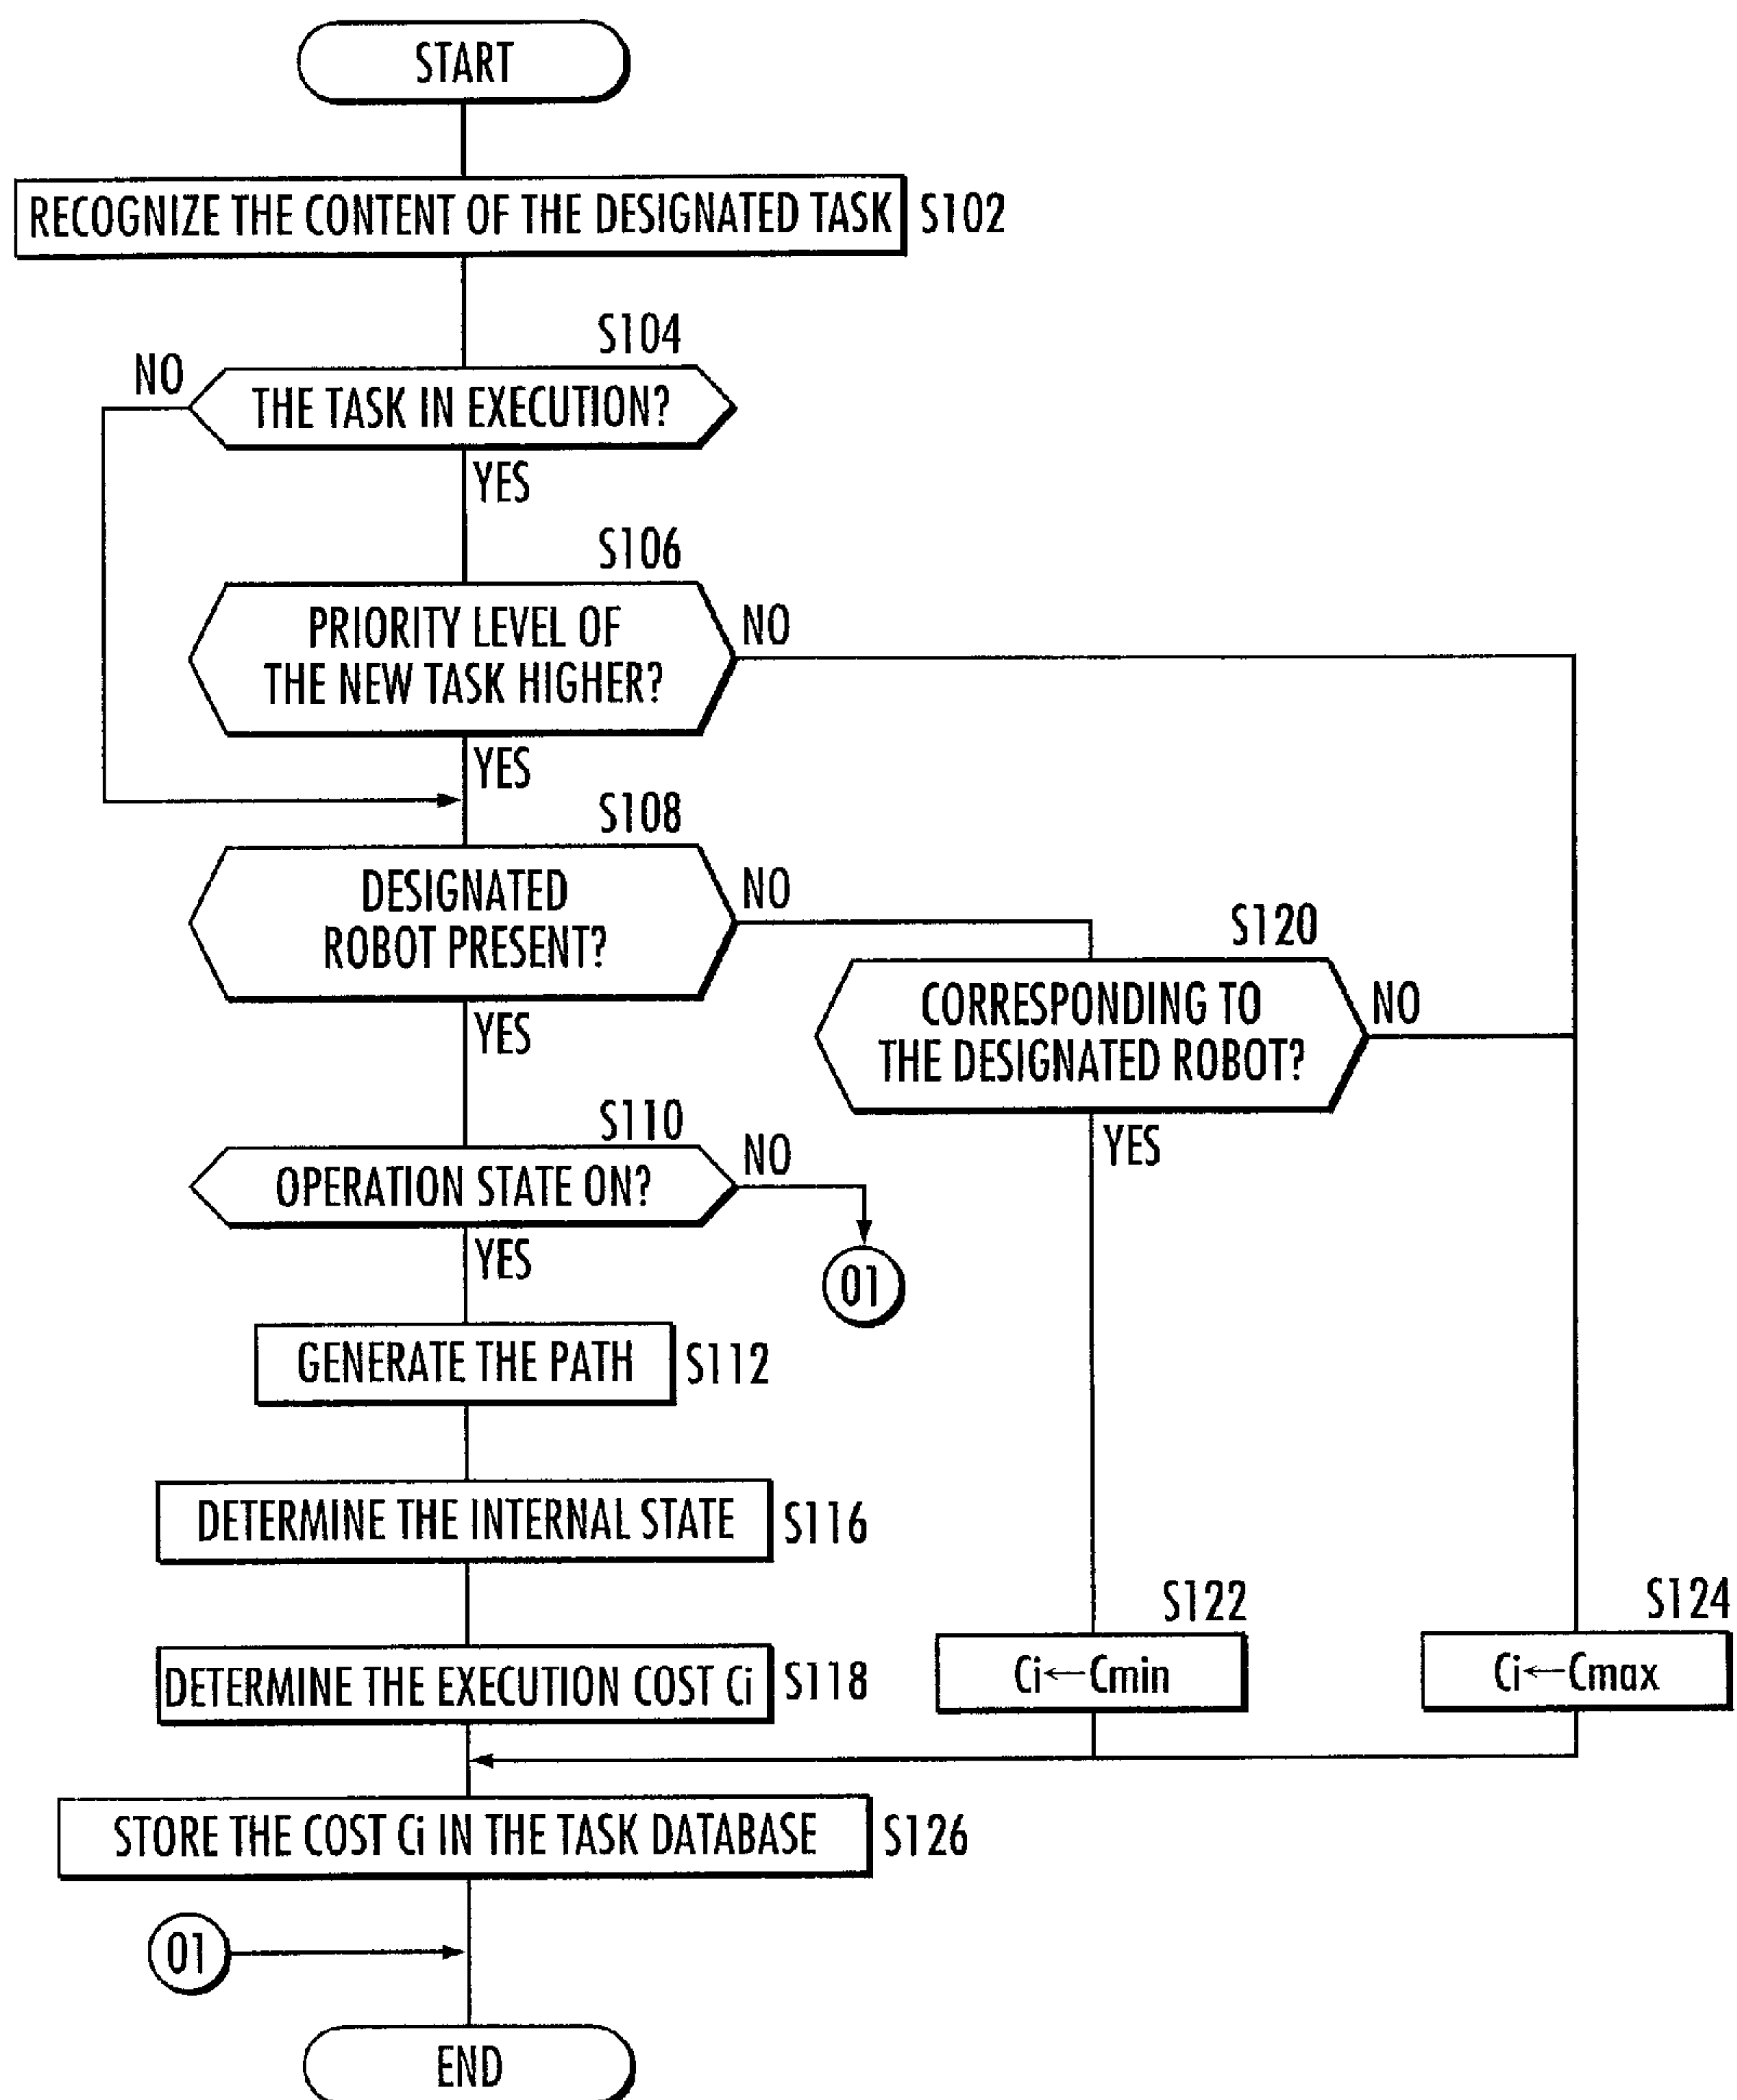 START
RECOGNIZE THE CONTENT OF THE DESIGNATED TASK
S102
S104
NO
THE TASK IN EXECUTION?
YES
S106
PRIORITY LEVEL OF
THE NEW TASK HIGHER?
NO
YES
S108
DESIGNATED
ROBOT PRESENT?
NO
YES
S120
CORRESPONDING TO
THE DESIGNATED ROBOT?
NO
YES
S110
OPERATION STATE ON?
NO
YES
01
GENERATE THE PATH
S112
DETERMINE THE INTERNAL STATE
S116
DETERMINE THE EXECUTION COST Ci
S118
S122
Ci←Cmin
S124
Ci←Cmax
STORE THE COST Ci IN THE TASK DATABASE
S126
01
END